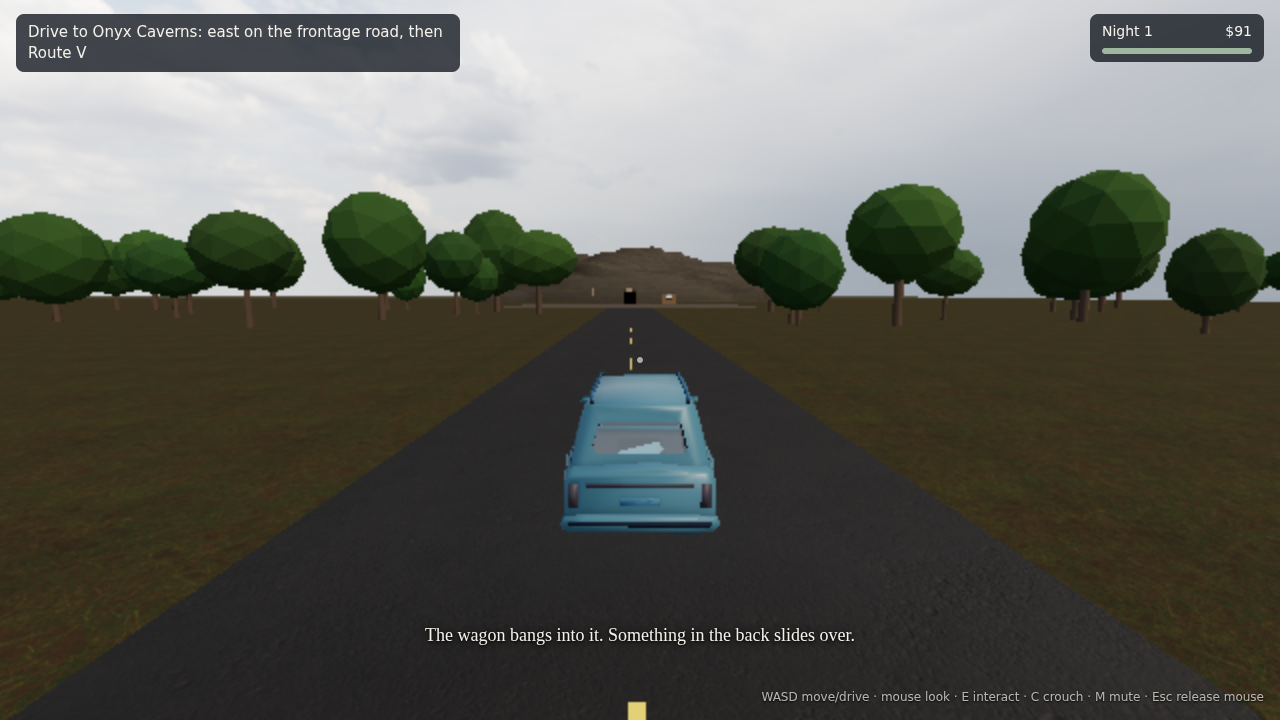 Drive to Onyx Caverns: east on the frontage road, then
Route V
Night 1 $91
The wagon bangs into it. Something in the back slides over.
WASD move/drive · mouse look · E interact · C crouch · M mute · Esc release mouse